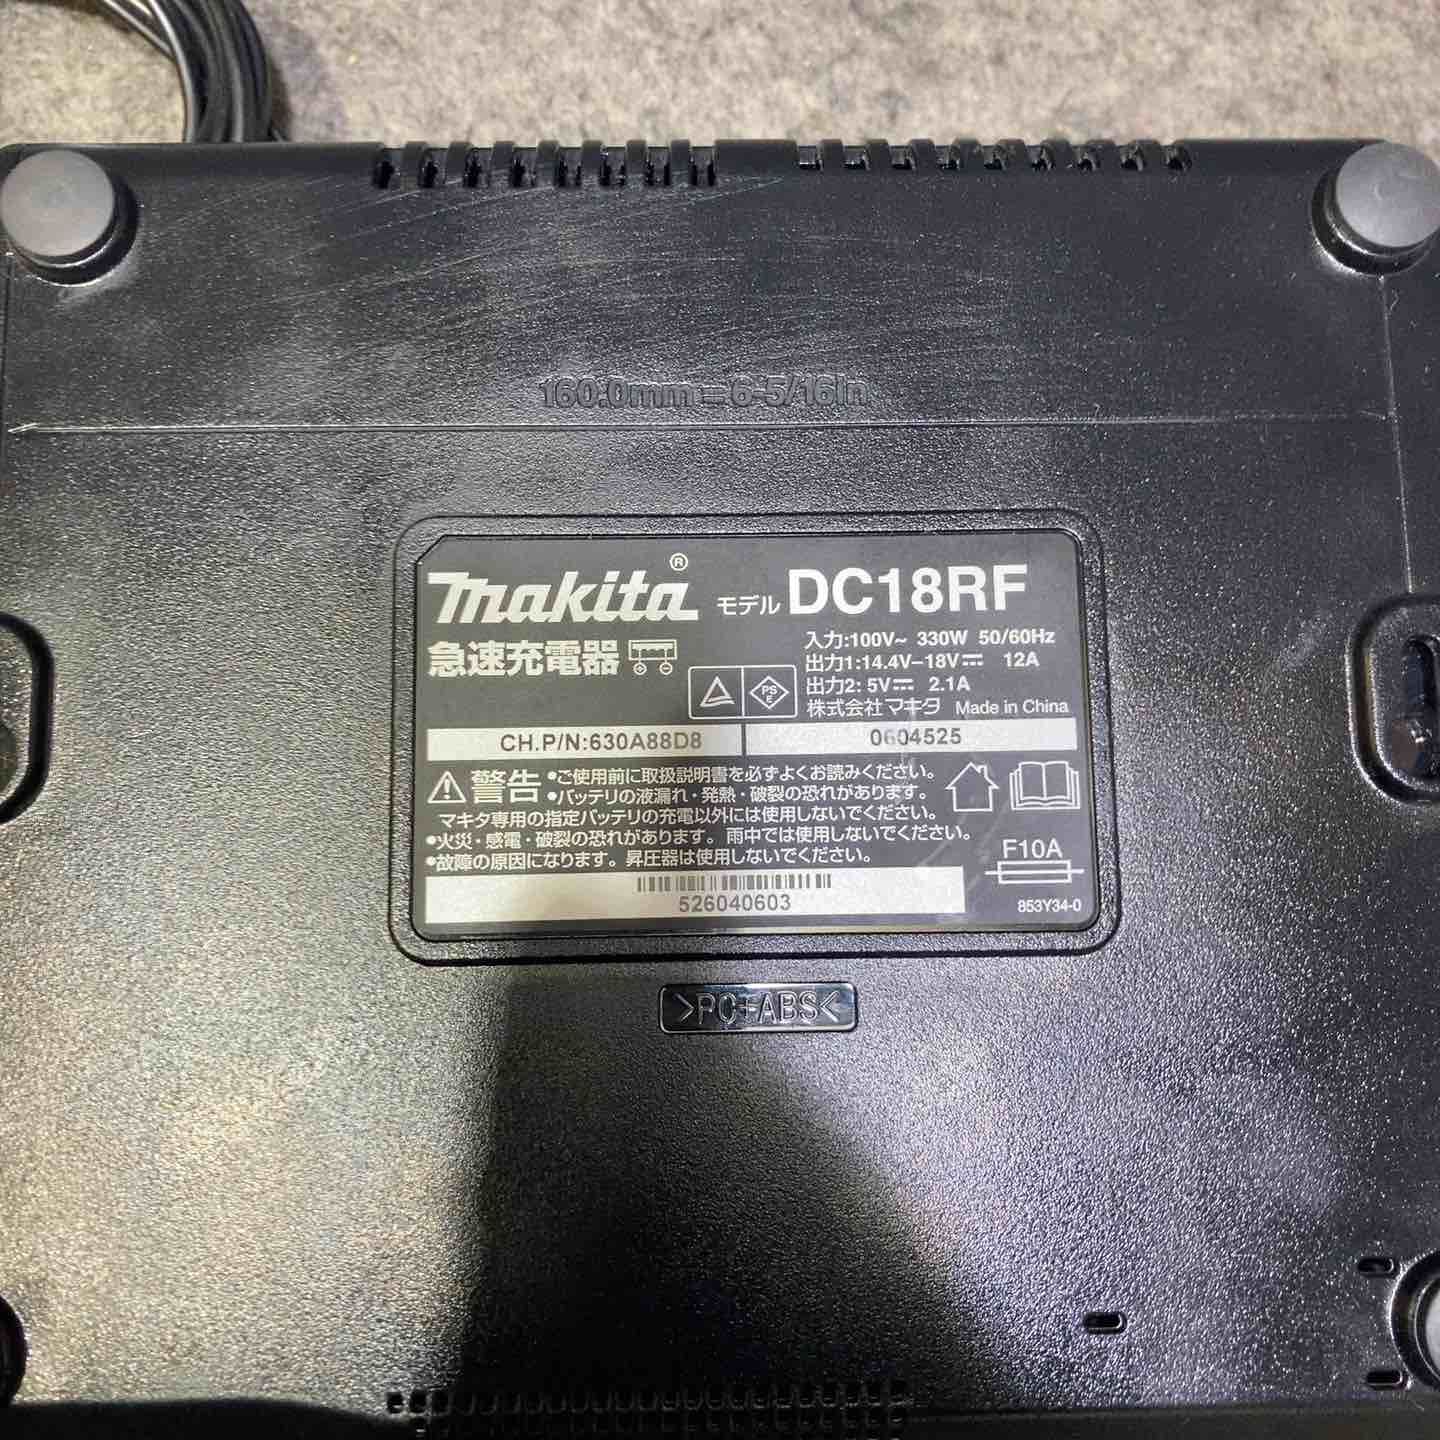 160.0mm=6-5/16in
makita®
モデル DC18RF
急速充電器
入力:100V~ 330W 50/60Hz
出力1:14.4V-18V⎓ 12A
出力2: 5V⎓ 2.1A
株式会社 マキタ Made in China
PS
E
CH.P/N:630A88D8
0604525
警告 •ご使用前に取扱説明書を必ずよくお読みください。
•バッテリの液漏れ・発熱・破裂の恐れがあります。
マキタ専用の指定バッテリの充電以外には使用しないでください。
•火災・感電・破裂の恐れがあります。雨中では使用しないでください。
•故障の原因になります。昇圧器は使用しないでください。
F10A
526040603
853Y34-0
>PC+ABS<